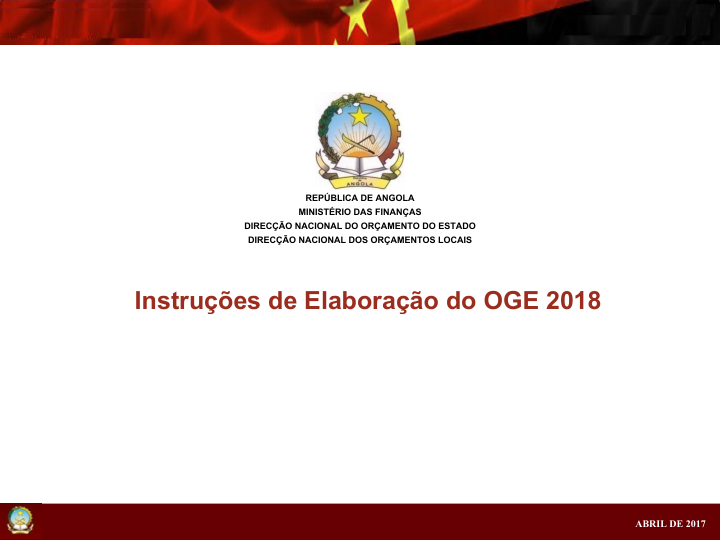 ANGOLA
REPÚBLICA DE ANGOLA
MINISTÉRIO DAS FINANÇAS
DIRECÇÃO NACIONAL DO ORÇAMENTO DO ESTADO
DIRECÇÃO NACIONAL DOS ORÇAMENTOS LOCAIS
Instruções de Elaboração do OGE 2018
ABRIL DE 2017